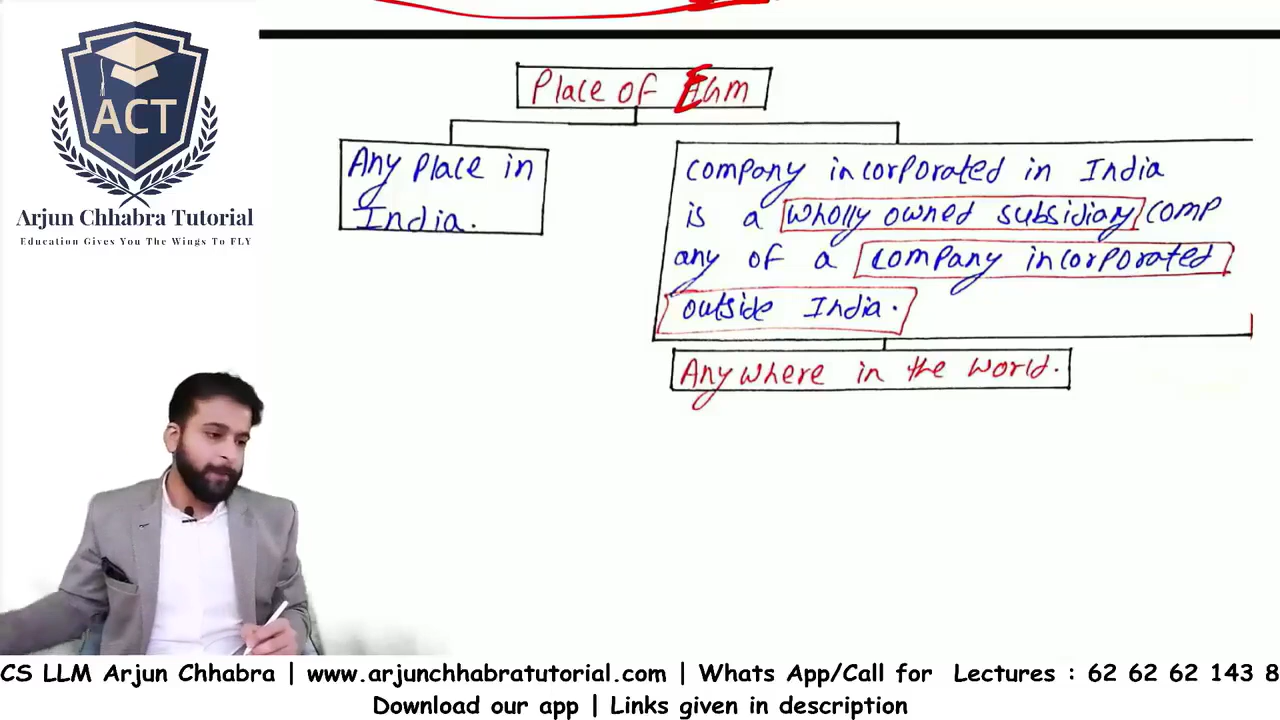 ACT
Arjun Chhabra Tutorial
Education Gives You The Wings To FLY
Place of EGM
Any Place in
India.
company incorporated in India
is a wholly owned subsidiary comp
any of a company incorporated
outside India.
Anywhere in the world.
CS LLM Arjun Chhabra | www.arjunchhabratutorial.com | Whats App/Call for Lectures : 62 62 62 143 8
Download our app | Links given in description